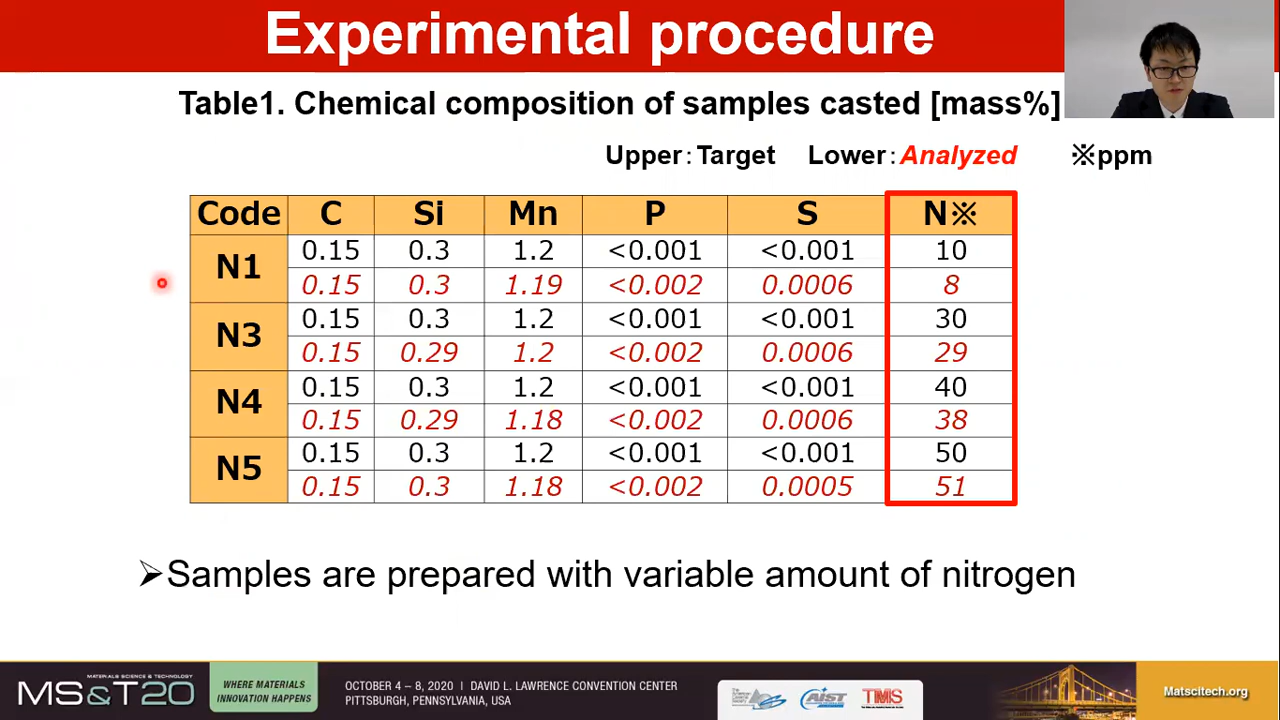 Experimental procedure
Table1. Chemical composition of samples casted [mass%]
Upper：Target Lower：Analyzed ※ppm
Code C Si Mn P S N※
N1 0.15 0.3 1.2 <0.001 <0.001 10
0.15 0.3 1.19 <0.002 0.0006 8
N3 0.15 0.3 1.2 <0.001 <0.001 30
0.15 0.29 1.2 <0.002 0.0006 29
N4 0.15 0.3 1.2 <0.001 <0.001 40
0.15 0.29 1.18 <0.002 0.0006 38
N5 0.15 0.3 1.2 <0.001 <0.001 50
0.15 0.3 1.18 <0.002 0.0005 51
➢Samples are prepared with variable amount of nitrogen
MATERIALS SCIENCE & TECHNOLOGY
MS&T20
WHERE MATERIALS
INNOVATION HAPPENS
OCTOBER 4 – 8, 2020 | DAVID L. LAWRENCE CONVENTION CENTER
PITTSBURGH, PENNSYLVANIA, USA
AIST
TMS
Matscitech.org